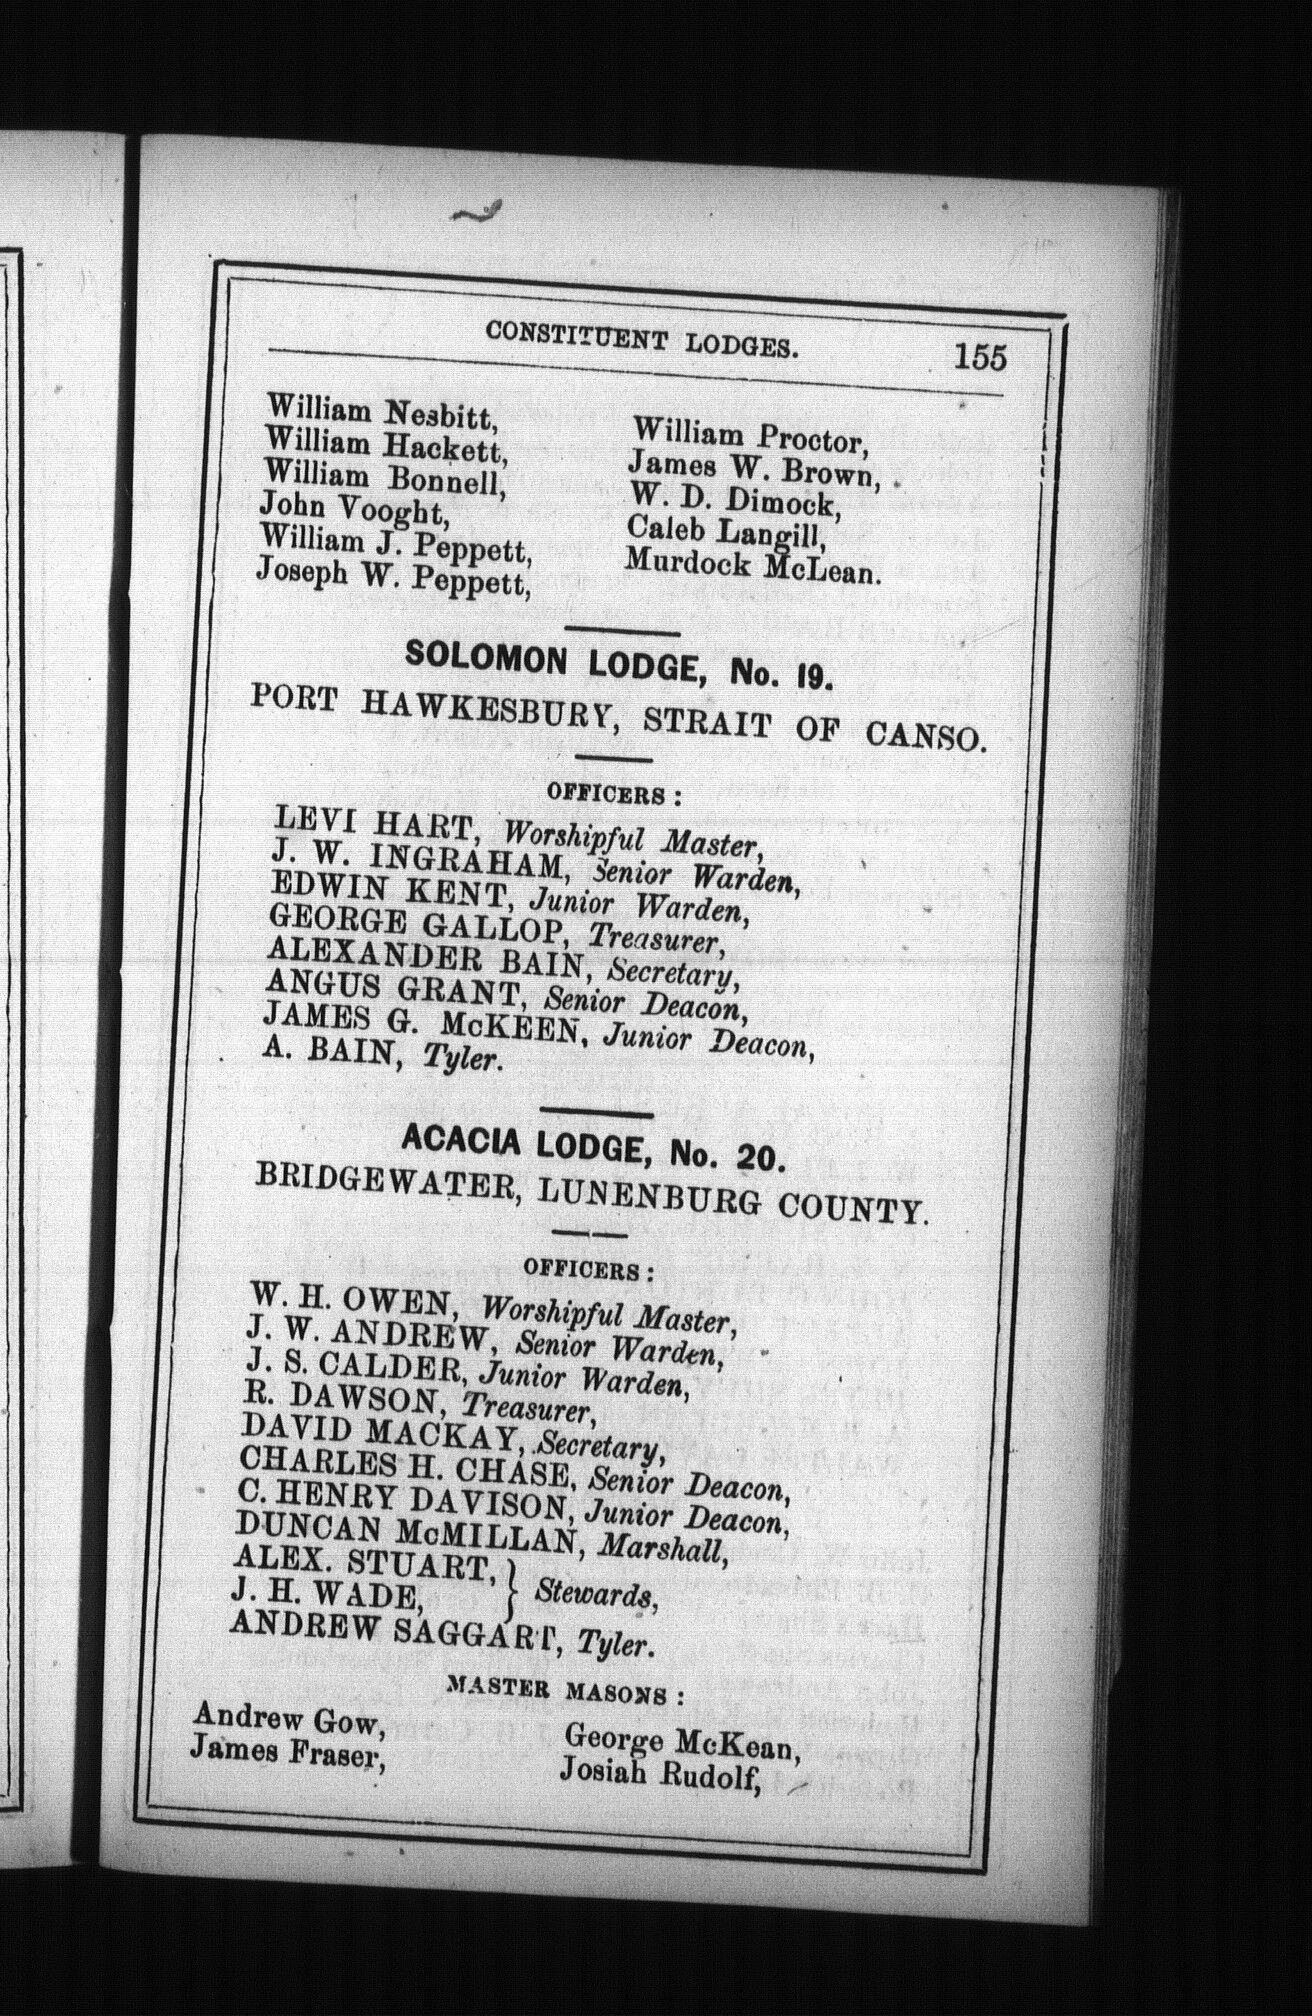 CONSTITUENT LODGES. 155
William Nesbitt,
William Hackett,
William Bonnell,
John Vooght,
William J. Peppett,
Joseph W. Peppett,
William Proctor,
James W. Brown,
W. D. Dimock,
Caleb Langill,
Murdock McLean.
SOLOMON LODGE, No. 19.
PORT HAWKESBURY, STRAIT OF CANSO.
OFFICERS:
LEVI HART, Worshipful Master,
J. W. INGRAHAM, Senior Warden,
EDWIN KENT, Junior Warden,
GEORGE GALLOP, Treasurer,
ALEXANDER BAIN, Secretary,
ANGUS GRANT, Senior Deacon,
JAMES G. McKEEN, Junior Deacon,
A. BAIN, Tyler.
ACACIA LODGE, No. 20.
BRIDGEWATER, LUNENBURG COUNTY.
OFFICERS:
W. H. OWEN, Worshipful Master,
J. W. ANDREW, Senior Warden,
J. S. CALDER, Junior Warden,
R. DAWSON, Treasurer,
DAVID MACKAY, Secretary,
CHARLES H. CHASE, Senior Deacon,
C. HENRY DAVISON, Junior Deacon,
DUNCAN McMILLAN, Marshall,
ALEX. STUART, } Stewards,
J. H. WADE,
ANDREW SAGGART, Tyler.
MASTER MASONS:
Andrew Gow,
James Fraser,
George McKean,
Josiah Rudolf,